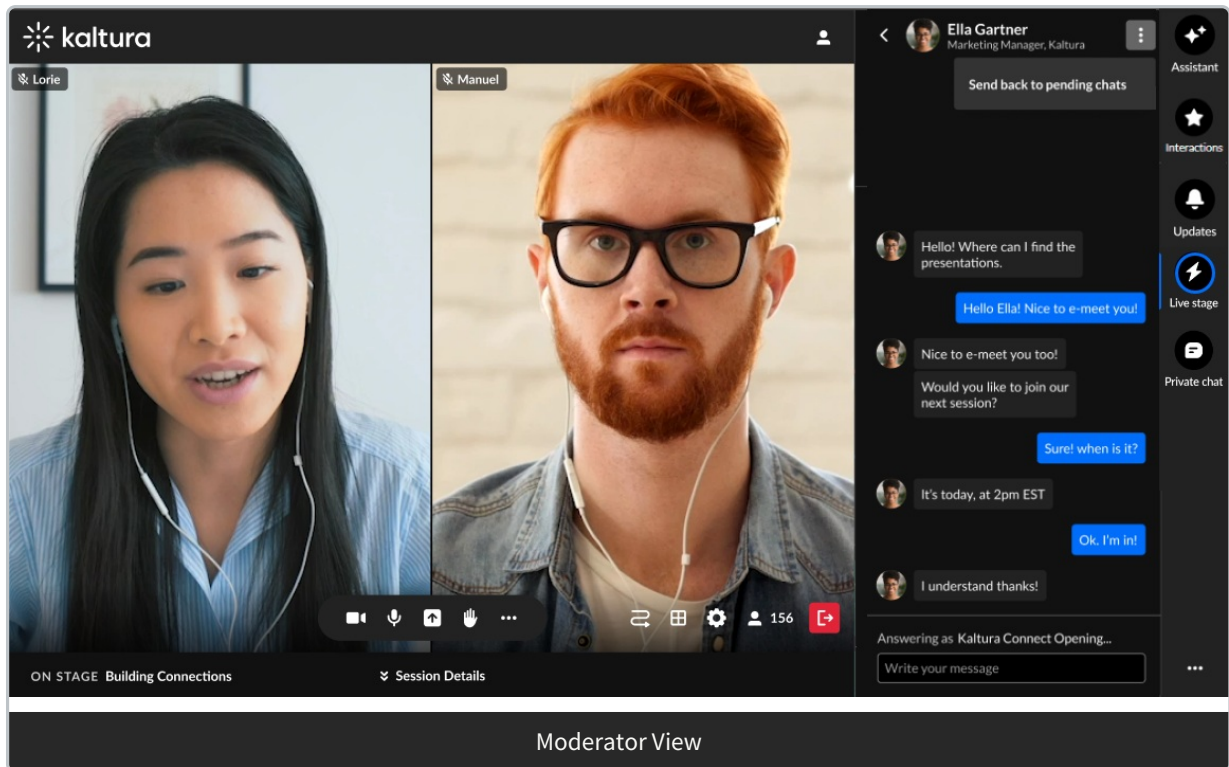 kaltura
Lorie
Manuel
156
ON STAGE Building Connections
Session Details
Ella Gartner
Marketing Manager, Kaltura
Send back to pending chats
Hello! Where can I find the
presentations.
Hello Ella! Nice to e-meet you!
Nice to e-meet you too!
Would you like to join our
next session?
Sure! when is it?
It's today, at 2pm EST
Ok. I'm in!
I understand thanks!
Answering as Kaltura Connect Opening...
Write your message
Assistant
Interactions
Updates
Live stage
Private chat
Moderator View